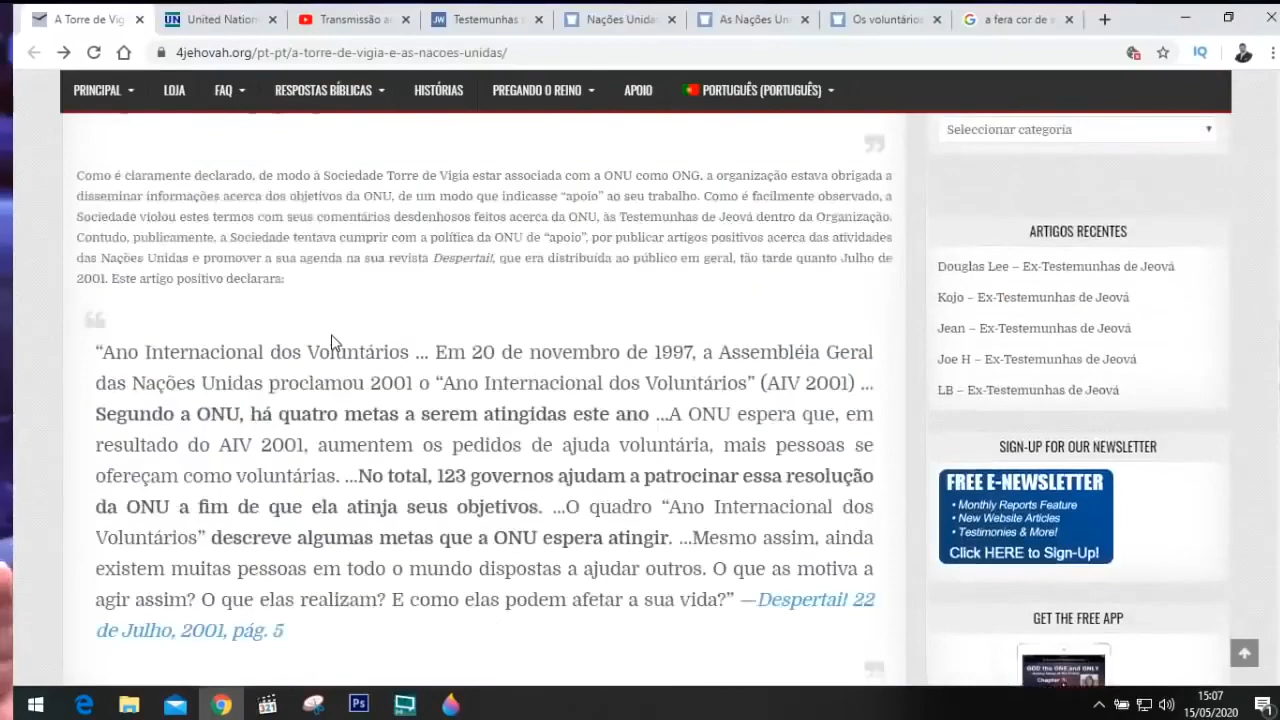 A Torre de Vig
United Nation
Transmissão ao
Testemunhas d
Nações Unidas
As Nações Uni
Os voluntários
a fera cor de e
4jehovah.org/pt-pt/a-torre-de-vigia-e-as-nacoes-unidas/
IQ
PRINCIPAL LOJA FAQ RESPOSTAS BÍBLICAS HISTÓRIAS PREGANDO O REINO APOIO PORTUGUÊS (PORTUGUÊS)
Seleccionar categoria
Como é claramente declarado, de modo à Sociedade Torre de Vigia estar associada com a ONU como ONG, a organização estava obrigada a
disseminar informações acerca dos objetivos da ONU, de um modo que indicasse “apoio” ao seu trabalho. Como é facilmente observado, a
Sociedade violou estes termos com seus comentários desdenhosos feitos acerca da ONU, às Testemunhas de Jeová dentro da Organização.
Contudo, publicamente, a Sociedade tentava cumprir com a política da ONU de “apoio”, por publicar artigos positivos acerca das atividades
das Nações Unidas e promover a sua agenda na sua revista Despertai!, que era distribuída ao público em geral, tão tarde quanto Julho de
2001. Este artigo positivo declarara:
“Ano Internacional dos Voluntários ... Em 20 de novembro de 1997, a Assembléia Geral
das Nações Unidas proclamou 2001 o “Ano Internacional dos Voluntários” (AIV 2001) ...
Segundo a ONU, há quatro metas a serem atingidas este ano ...A ONU espera que, em
resultado do AIV 2001, aumentem os pedidos de ajuda voluntária, mais pessoas se
ofereçam como voluntárias. ...No total, 123 governos ajudam a patrocinar essa resolução
da ONU a fim de que ela atinja seus objetivos. ...O quadro “Ano Internacional dos
Voluntários” descreve algumas metas que a ONU espera atingir. ...Mesmo assim, ainda
existem muitas pessoas em todo o mundo dispostas a ajudar outros. O que as motiva a
agir assim? O que elas realizam? E como elas podem afetar a sua vida?” —Despertai! 22
de Julho, 2001, pág. 5
ARTIGOS RECENTES
Douglas Lee – Ex-Testemunhas de Jeová
Kojo – Ex-Testemunhas de Jeová
Jean – Ex-Testemunhas de Jeová
Joe H – Ex-Testemunhas de Jeová
LB – Ex-Testemunhas de Jeová
SIGN-UP FOR OUR NEWSLETTER
FREE E-NEWSLETTER
• Monthly Reports Feature
• New Website Articles
• Testimonies & More!
Click HERE to Sign-Up!
GET THE FREE APP
GOD the ONE and ONLY
15:07
15/05/2020